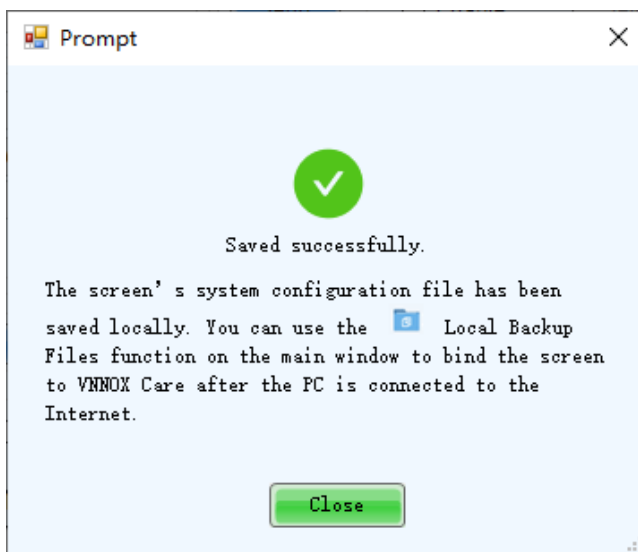 Prompt
Saved successfully.
The screen's system configuration file has been
saved locally. You can use the Local Backup
Files function on the main window to bind the screen
to VNNOX Care after the PC is connected to the
Internet.
Close